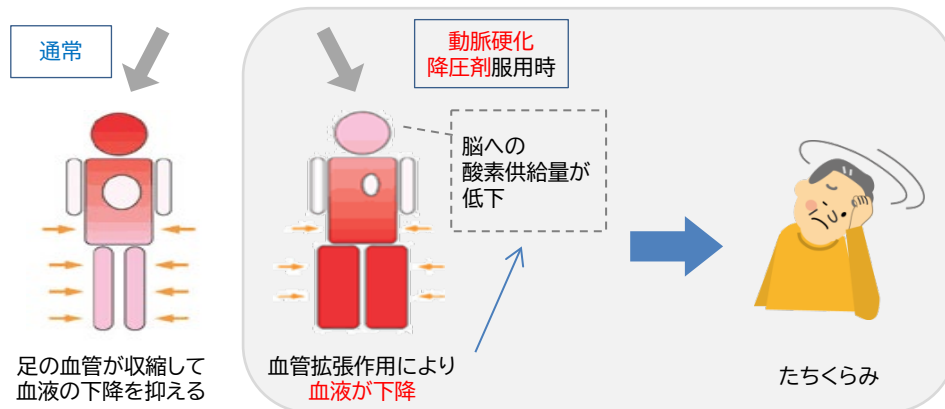 通常
足の血管が収縮して
血液の下降を抑える
動脈硬化
降圧剤服用時
脳への
酸素供給量が
低下
血管拡張作用により
血液が下降
たちくらみ